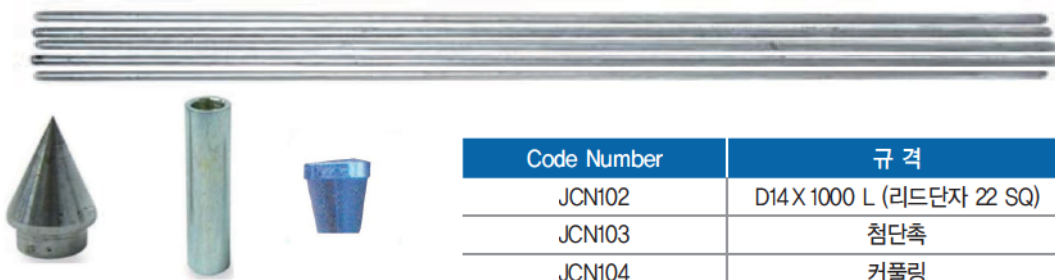 Code Number 규 격
JCN102 D14 X 1000 L (리드단자 22 SQ)
JCN103 첨단촉
JCN104 커풀링